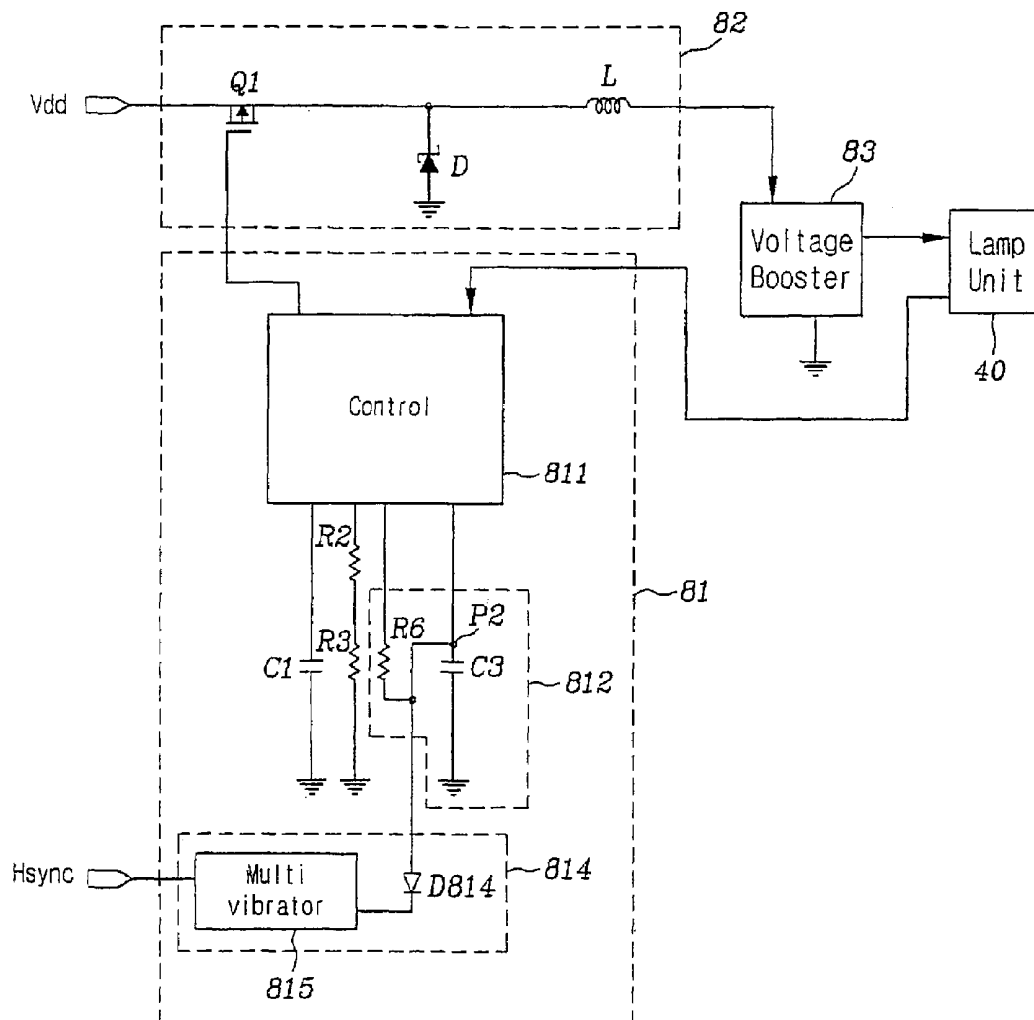 82
Q1
L
Vdd
D
83
Voltage
Booster
Lamp
Unit
40
Control
811
R2
81
R6
P2
R3
C1
C3
812
Hsync
Multi
vibrator
D814
814
815